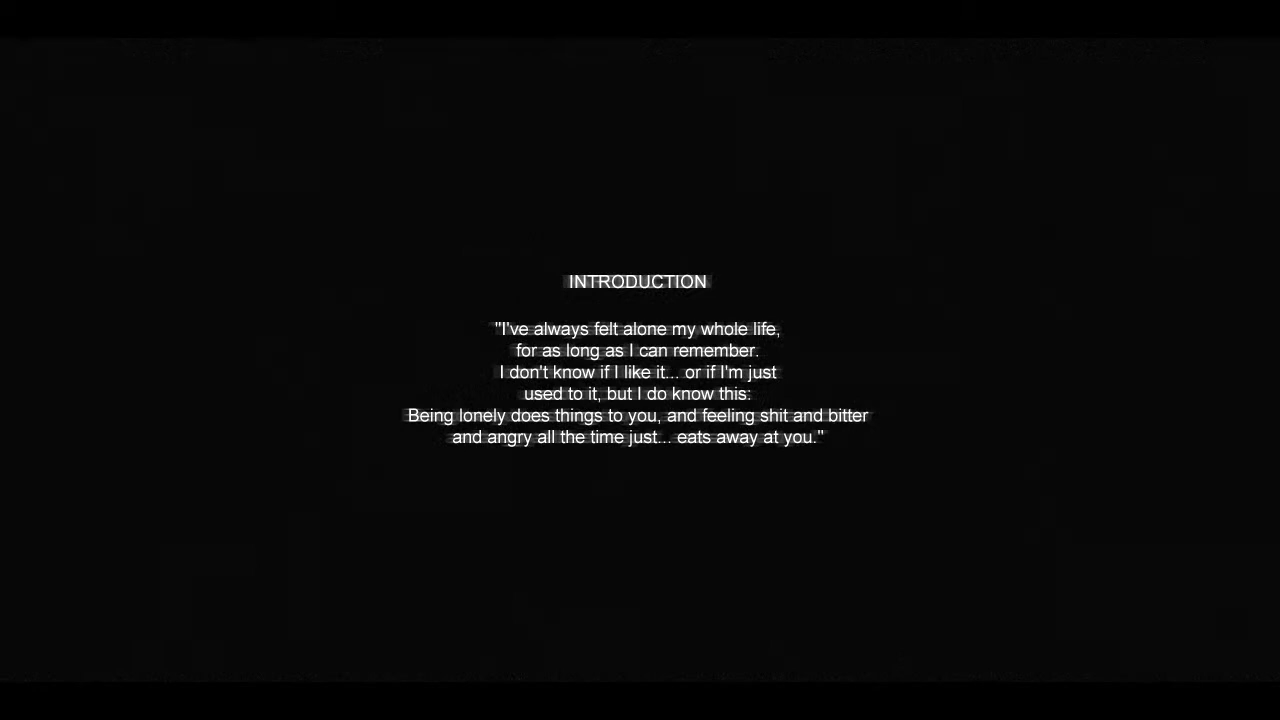 INTRODUCTION
"I've always felt alone my whole life,
for as long as I can remember.
I don't know if I like it... or if I'm just
used to it, but I do know this:
Being lonely does things to you, and feeling shit and bitter
and angry all the time just... eats away at you."